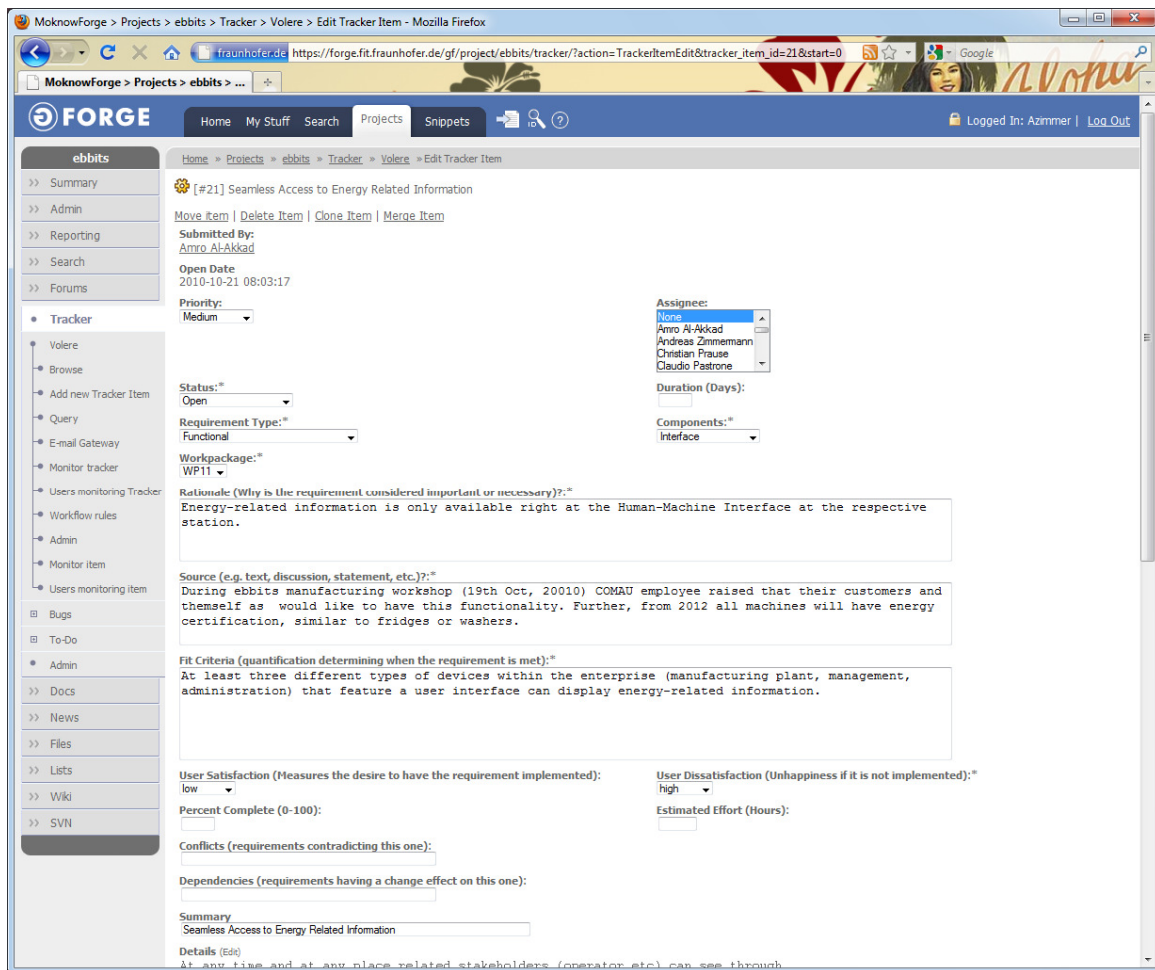 MoknowForge > Projects > ebbits > Tracker > Volere > Edit Tracker Item - Mozilla Firefox
fraunhofer.de https://forge.fit.fraunhofer.de/gf/project/ebbits/tracker/?action=TrackerItemEdit&tracker_item_id=21&start=0
Google
MoknowForge > Projects > ebbits > ...
Aloha
FORGE
Home My Stuff Search Projects Snippets
Logged In: Azimmer | Log Out
ebbits
Home » Projects » ebbits » Tracker » Volere »Edit Tracker Item
Summary
Admin
Reporting
Search
Forums
Tracker
Volere
Browse
Add new Tracker Item
Query
E-mail Gateway
Monitor tracker
Users monitoring Tracker
Workflow rules
Admin
Monitor item
Users monitoring item
Bugs
To-Do
Admin
Docs
News
Files
Lists
Wiki
SVN
[#21] Seamless Access to Energy Related Information
Move item | Delete Item | Clone Item | Merge Item
Submitted By:
Amro Al-Akkad
Open Date
2010-10-21 08:03:17
Priority:
Medium
Assignee:
None
Amro Al-Akkad
Andreas Zimmermann
Christian Prause
Claudio Pastrone
Status:*
Open
Duration (Days):
Requirement Type:*
Functional
Components:*
Interface
Workpackage:*
WP11
Rationale (Why is the requirement considered important or necessary)?:*
Energy-related information is only available right at the Human-Machine Interface at the respective
station.
Source (e.g. text, discussion, statement, etc.)?:*
During ebbits manufacturing workshop (19th Oct, 20010) COMAU employee raised that their customers and
themself as  would like to have this functionality. Further, from 2012 all machines will have energy
certification, similar to fridges or washers.
Fit Criteria (quantification determining when the requirement is met):*
At least three different types of devices within the enterprise (manufacturing plant, management,
administration) that feature a user interface can display energy-related information.
User Satisfaction (Measures the desire to have the requirement implemented):
low
User Dissatisfaction (Unhappiness if it is not implemented):*
high
Percent Complete (0-100):
Estimated Effort (Hours):
Conflicts (requirements contradicting this one):
Dependencies (requirements having a change effect on this one):
Summary
Seamless Access to Energy Related Information
Details (Edit)
At any time and at any place related stakeholders (operator etc) can see through